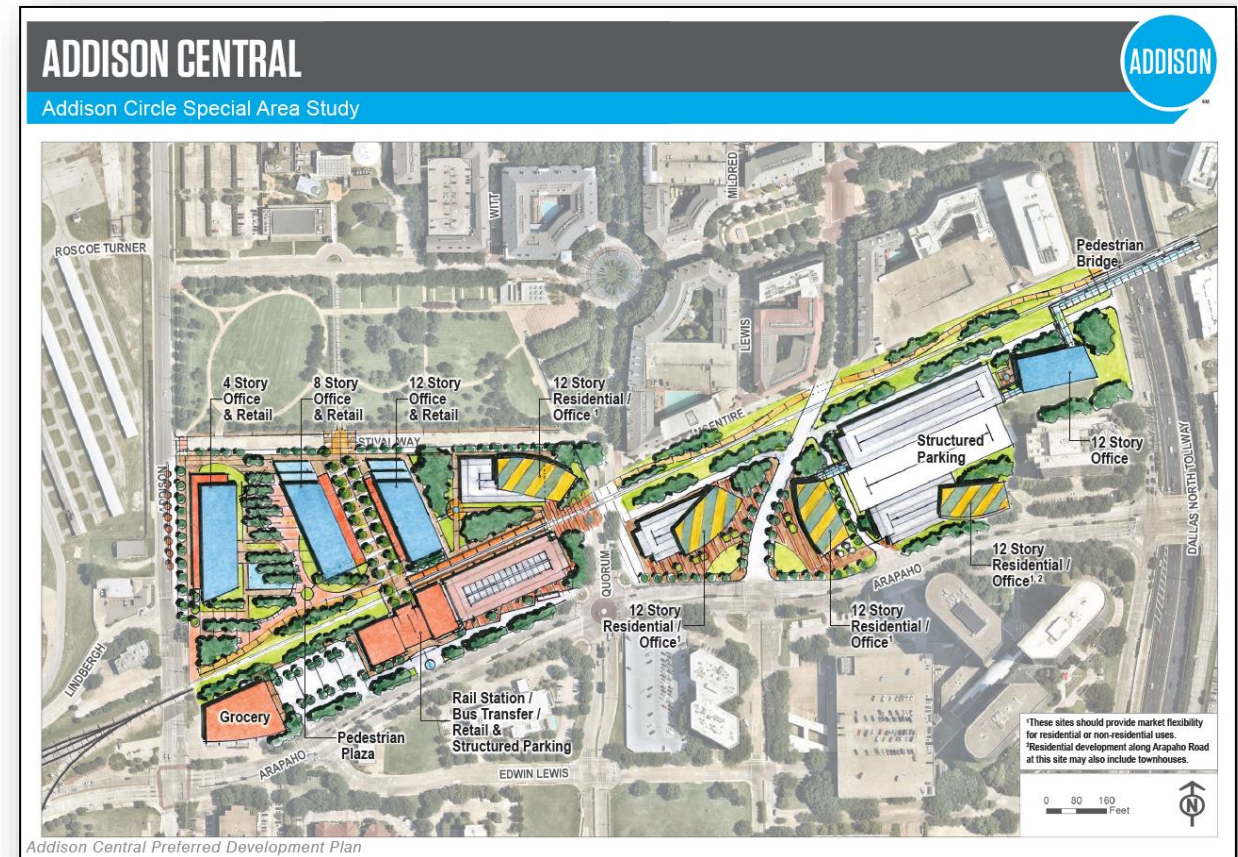 ADDISON CENTRAL
ADDISON
Addison Circle Special Area Study
ROSCOE TURNER
WITT
MILDRED
Pedestrian
Bridge
LEWIS
4 Story
Office
& Retail
8 Story
Office
& Retail
12 Story
Office
& Retail
12 Story
Residential /
Office¹
STIVAL WAY
CENTIRE
ADDISON
Structured
Parking
12 Story
Office
DALLAS NORTH TOLLWAY
QUORUM
ARAPAHO
12 Story
Residential /
Office¹,²
12 Story
Residential /
Office¹
12 Story
Residential /
Office¹
LINDBERGH
Grocery
Rail Station /
Bus Transfer /
Retail &
Structured Parking
Pedestrian
Plaza
ARAPAHO
EDWIN LEWIS
¹These sites should provide market flexibility
for residential or non-residential uses.
²Residential development along Arapaho Road
at this site may also include townhouses.
0 80 160
Feet
N
Addison Central Preferred Development Plan